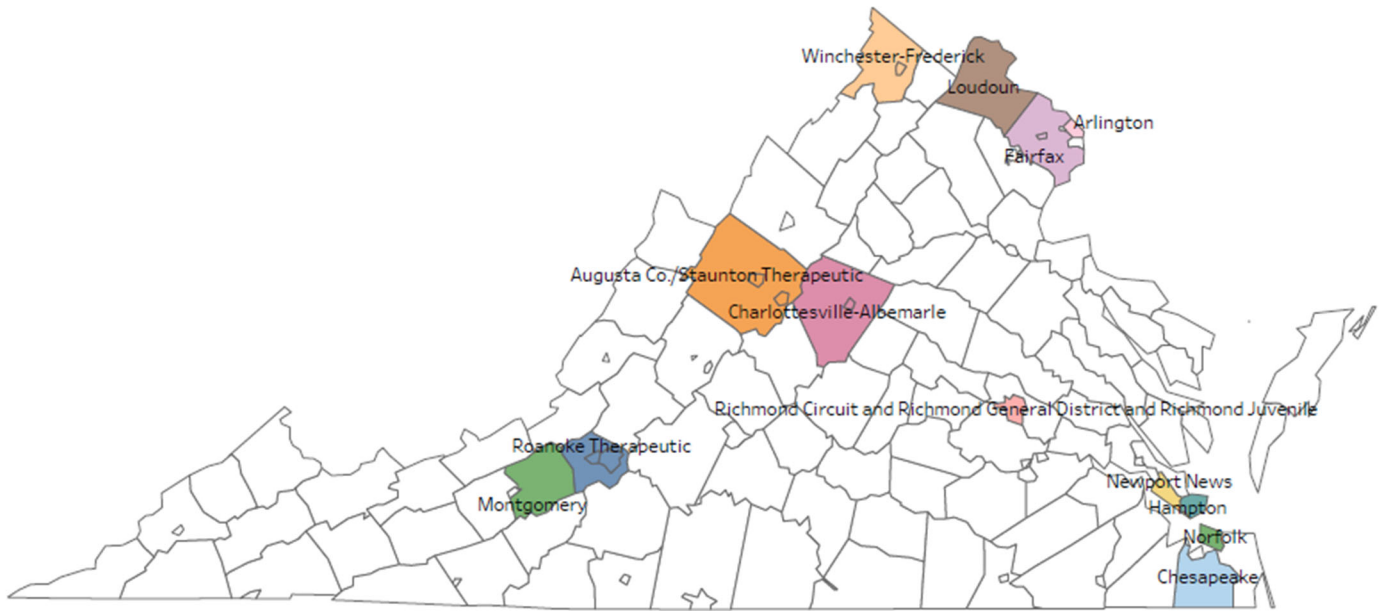 Winchester-Frederick
Loudoun
Arlington
Fairfax
Augusta Co./Staunton Therapeutic
Charlottesville-Albemarle
Richmond Circuit and Richmond General District and Richmond Juvenile
Roanoke Therapeutic
Newport News
Montgomery
Hampton
Norfolk
Chesapeake